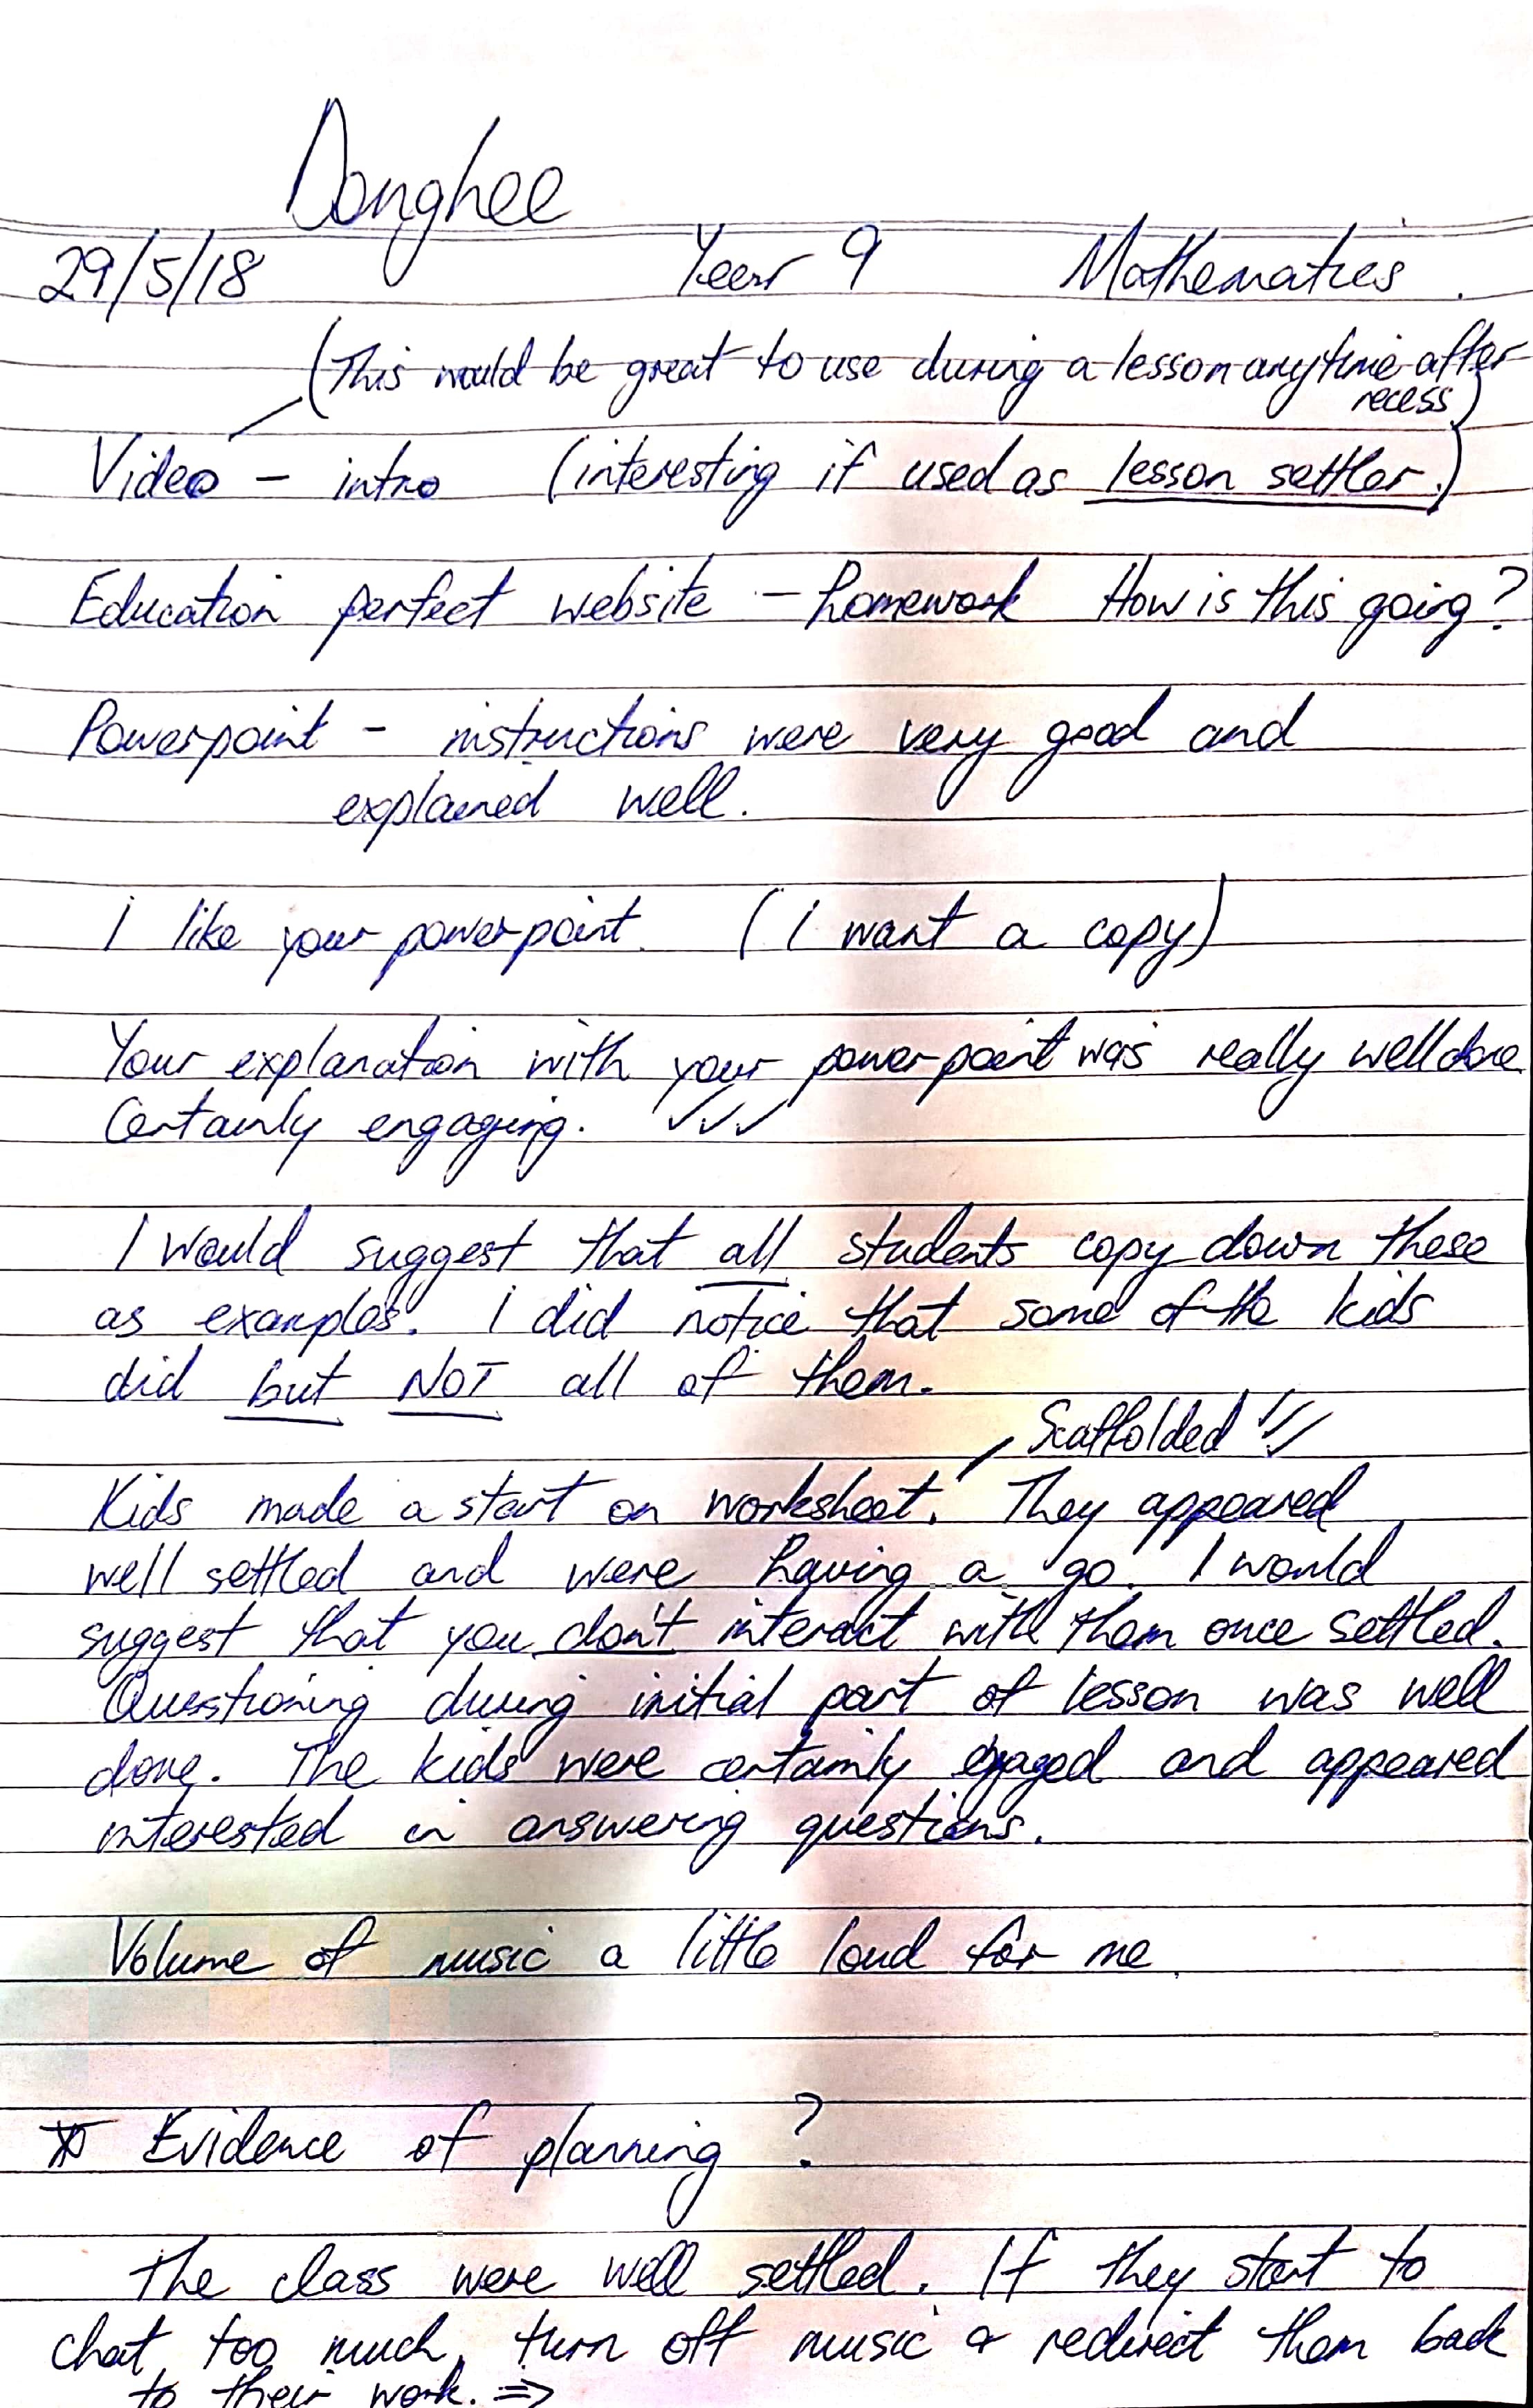 Donghee
29/5/18 Year 9 Mathematics.
(This would be great to use during a lesson anytime after
recess)
Video - intro (interesting if used as lesson settler.)
Education perfect website - homework How is this going?
Powerpoint - instructions were very good and
explained well.
I like your powerpoint. (I want a copy)
Your explanation with your powerpoint was really well done.
Certainly engaging. ✓✓✓
I would suggest that all students copy down these
as examples. I did notice that some of the kids
did but NOT all of them.
Scaffolded ✓✓✓
Kids made a start on worksheet. They appeared
well settled and were having a go. I would
suggest that you don't interact with them once settled.
Questioning during initial part of lesson was well
done. The kids were certainly engaged and appeared
interested in answering questions.
Volume of music a little loud for me.
* Evidence of planning?
The class were well settled. If they start to
chat too much, turn off music & redirect them back
to their work. ⇒